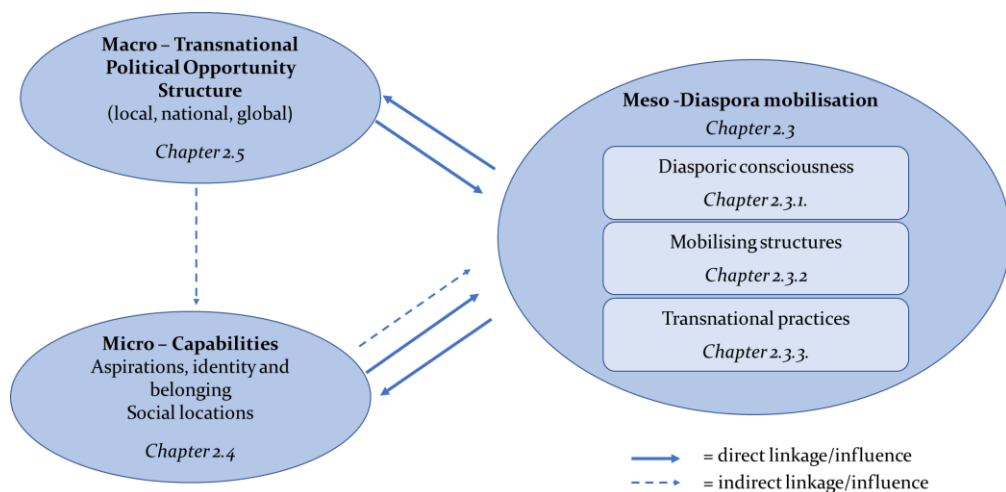 Macro – Transnational
Political Opportunity
Structure
(local, national, global)
Chapter 2.5
Meso -Diaspora mobilisation
Chapter 2.3
Diasporic consciousness
Chapter 2.3.1.
Mobilising structures
Chapter 2.3.2
Transnational practices
Chapter 2.3.3.
Micro – Capabilities
Aspirations, identity and
belonging
Social locations
Chapter 2.4
= direct linkage/influence
= indirect linkage/influence